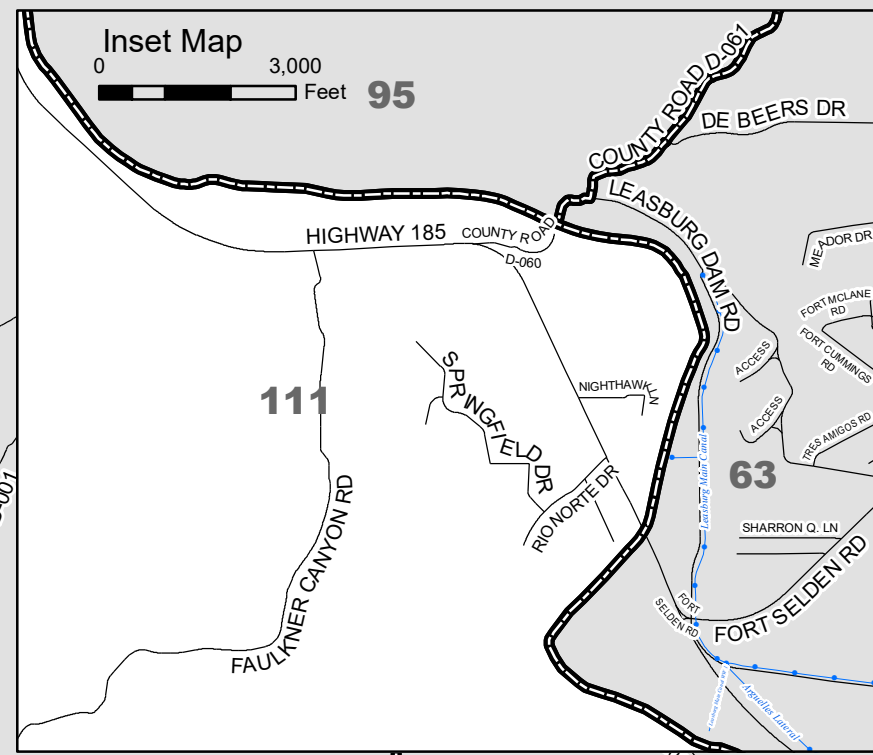 Inset Map
0 3,000
Feet
95
COUNTY ROAD D-061
DE BEERS DR
LEASBURG DAM RD
HIGHWAY 185
COUNTY ROAD
D-060
MEADOR DR
FORT MCLANE
RD
FORT CUMMINGS
RD
ACCESS
ACCESS
TRES AMIGOS RD
SPRINGFIELD DR
NIGHTHAWK LN
111
63
Leasburg Main Canal
RIO NORTE DR
SHARRON Q. LN
FAULKNER CANYON RD
FORT
SELDEN RD
FORT SELDEN RD
Arguelles Lateral